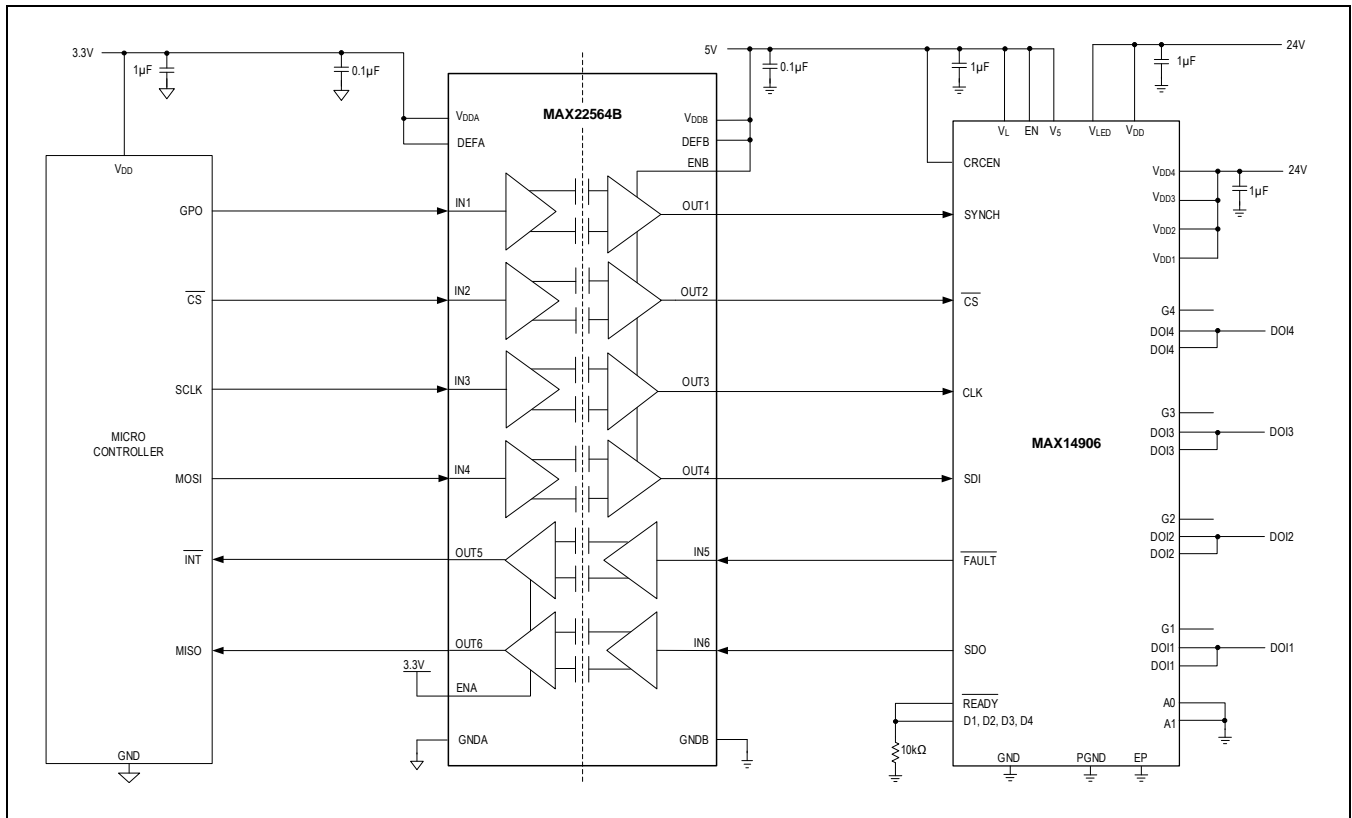 3.3V
1µF
0.1µF
5V
0.1µF
1µF
24V
1µF
MAX22564B
VDDA
DEFA
VDDB
DEFB
ENB
VL
EN
V5
VLED
VDD
CRCEN
VDD4
24V
1µF
VDD3
VDD2
VDD1
VDD
GPO
IN1
OUT1
SYNCH
CS
IN2
OUT2
CS
G4
DOI4
DOI4
DOI4
SCLK
IN3
OUT3
CLK
G3
DOI3
DOI3
DOI3
MICRO
CONTROLLER
MAX14906
MOSI
IN4
OUT4
SDI
G2
DOI2
DOI2
DOI2
INT
OUT5
IN5
FAULT
MISO
OUT6
IN6
SDO
G1
DOI1
DOI1
DOI1
3.3V
ENA
READY
D1, D2, D3, D4
A0
A1
10kΩ
GNDA
GNDB
GND
GND
PGND
EP